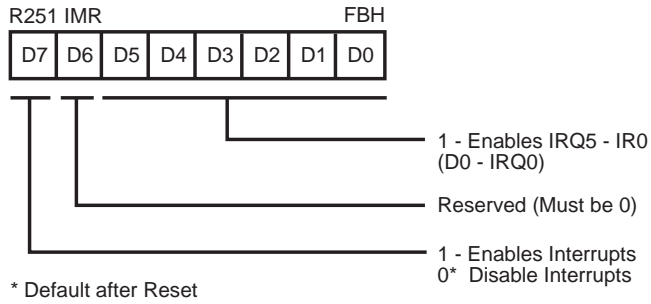 R251 IMR FBH
D7 D6 D5 D4 D3 D2 D1 D0
1 - Enables IRQ5 - IR0
(D0 - IRQ0)
Reserved (Must be 0)
1 - Enables Interrupts
0* Disable Interrupts
* Default after Reset